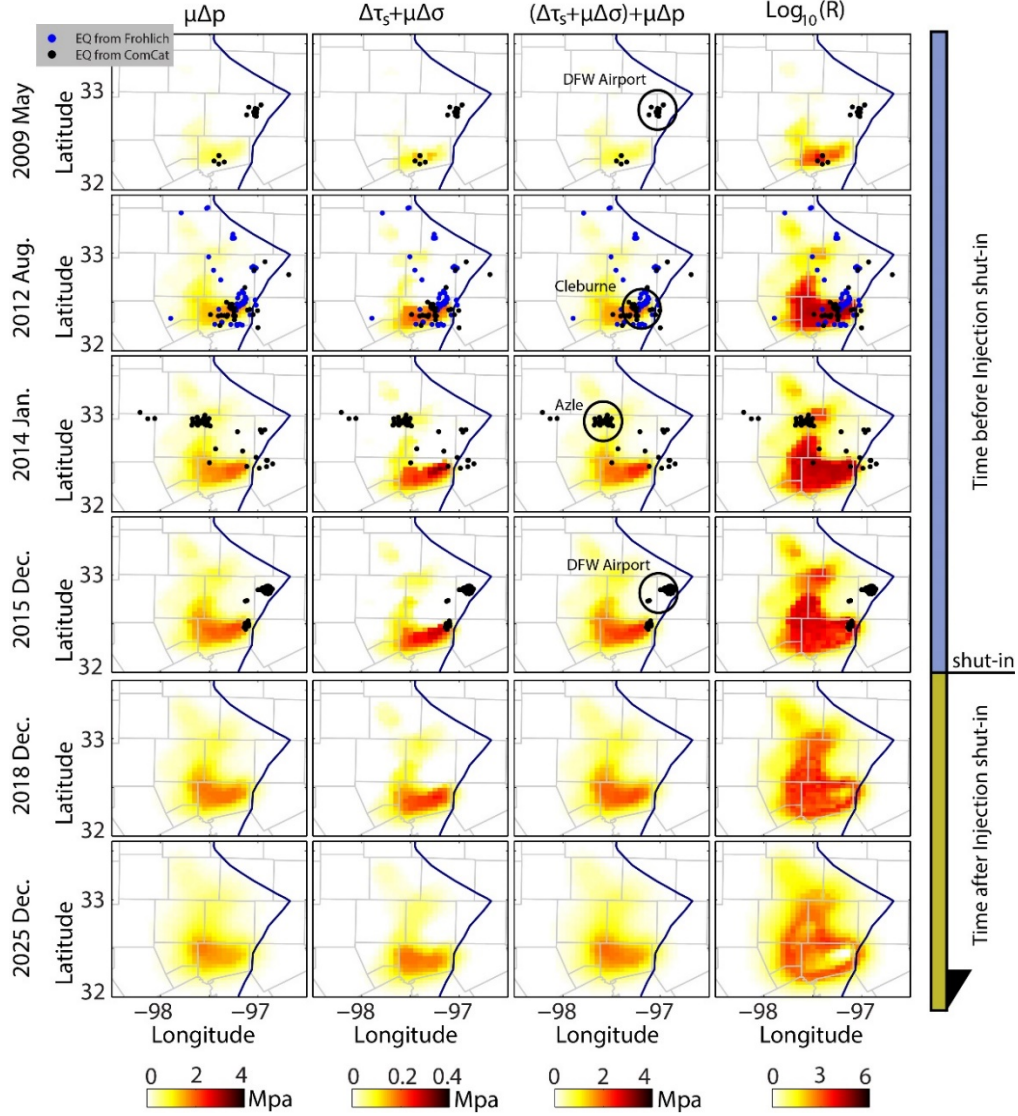 μΔp Δτs+μΔσ (Δτs+μΔσ)+μΔp Log10(R)
EQ from Frohlich
EQ from ComCat
2009 May
Latitude
33
32
DFW Airport
2012 Aug.
Latitude
33
32
Cleburne
2014 Jan.
Latitude
33
32
Azle
2015 Dec.
Latitude
33
32
DFW Airport
Time before Injection shut-in
shut-in
2018 Dec.
Latitude
33
32
2025 Dec.
Latitude
33
32
Time after Injection shut-in
−98 −97 −98 −97 −98 −97 −98 −97
Longitude Longitude Longitude Longitude
0 2 4 Mpa 0 0.2 0.4 Mpa 0 2 4 Mpa 0 3 6